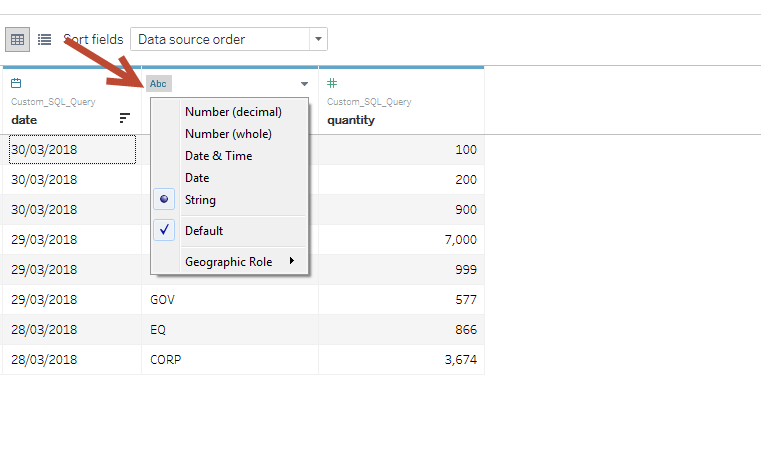 Sort fields Data source order
Abc
Custom_SQL_Query Custom_SQL_Query
date quantity
Number (decimal)
Number (whole)
Date & Time
Date
String
Default
Geographic Role
30/03/2018 100
30/03/2018 200
30/03/2018 900
29/03/2018 7,000
29/03/2018 999
29/03/2018 GOV 577
28/03/2018 EQ 866
28/03/2018 CORP 3,674